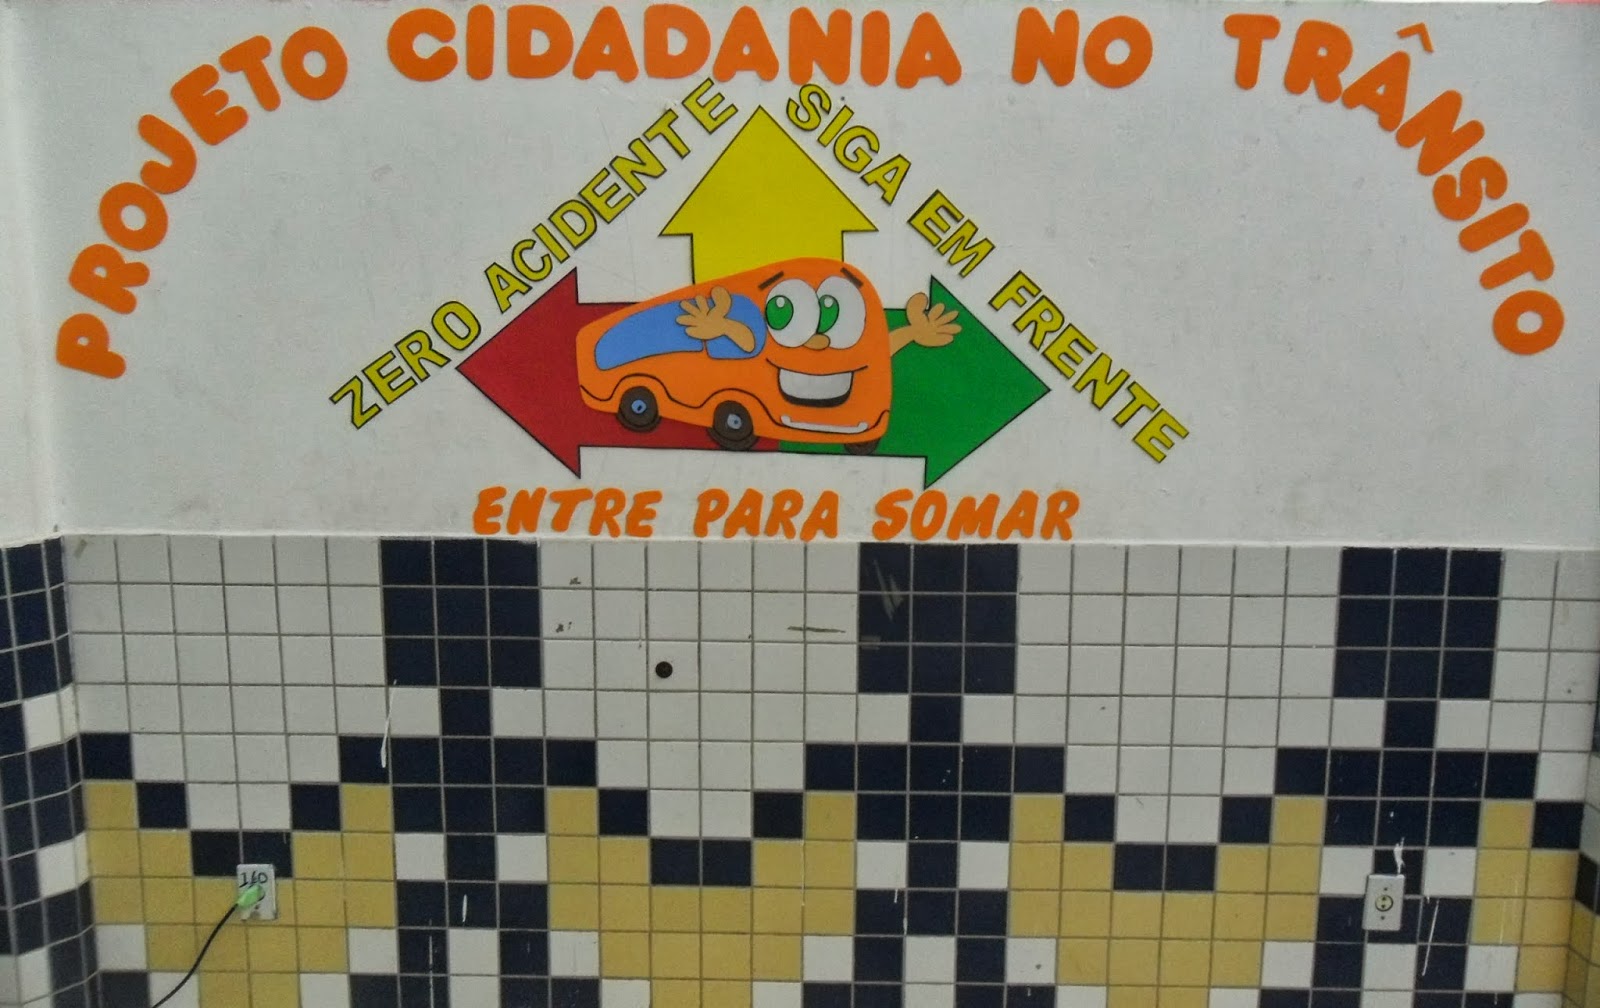 PROJETO CIDADANIA NO TRÂNSITO
ZERO ACIDENTE
SIGA EM FRENTE
ENTRE PARA SOMAR
110